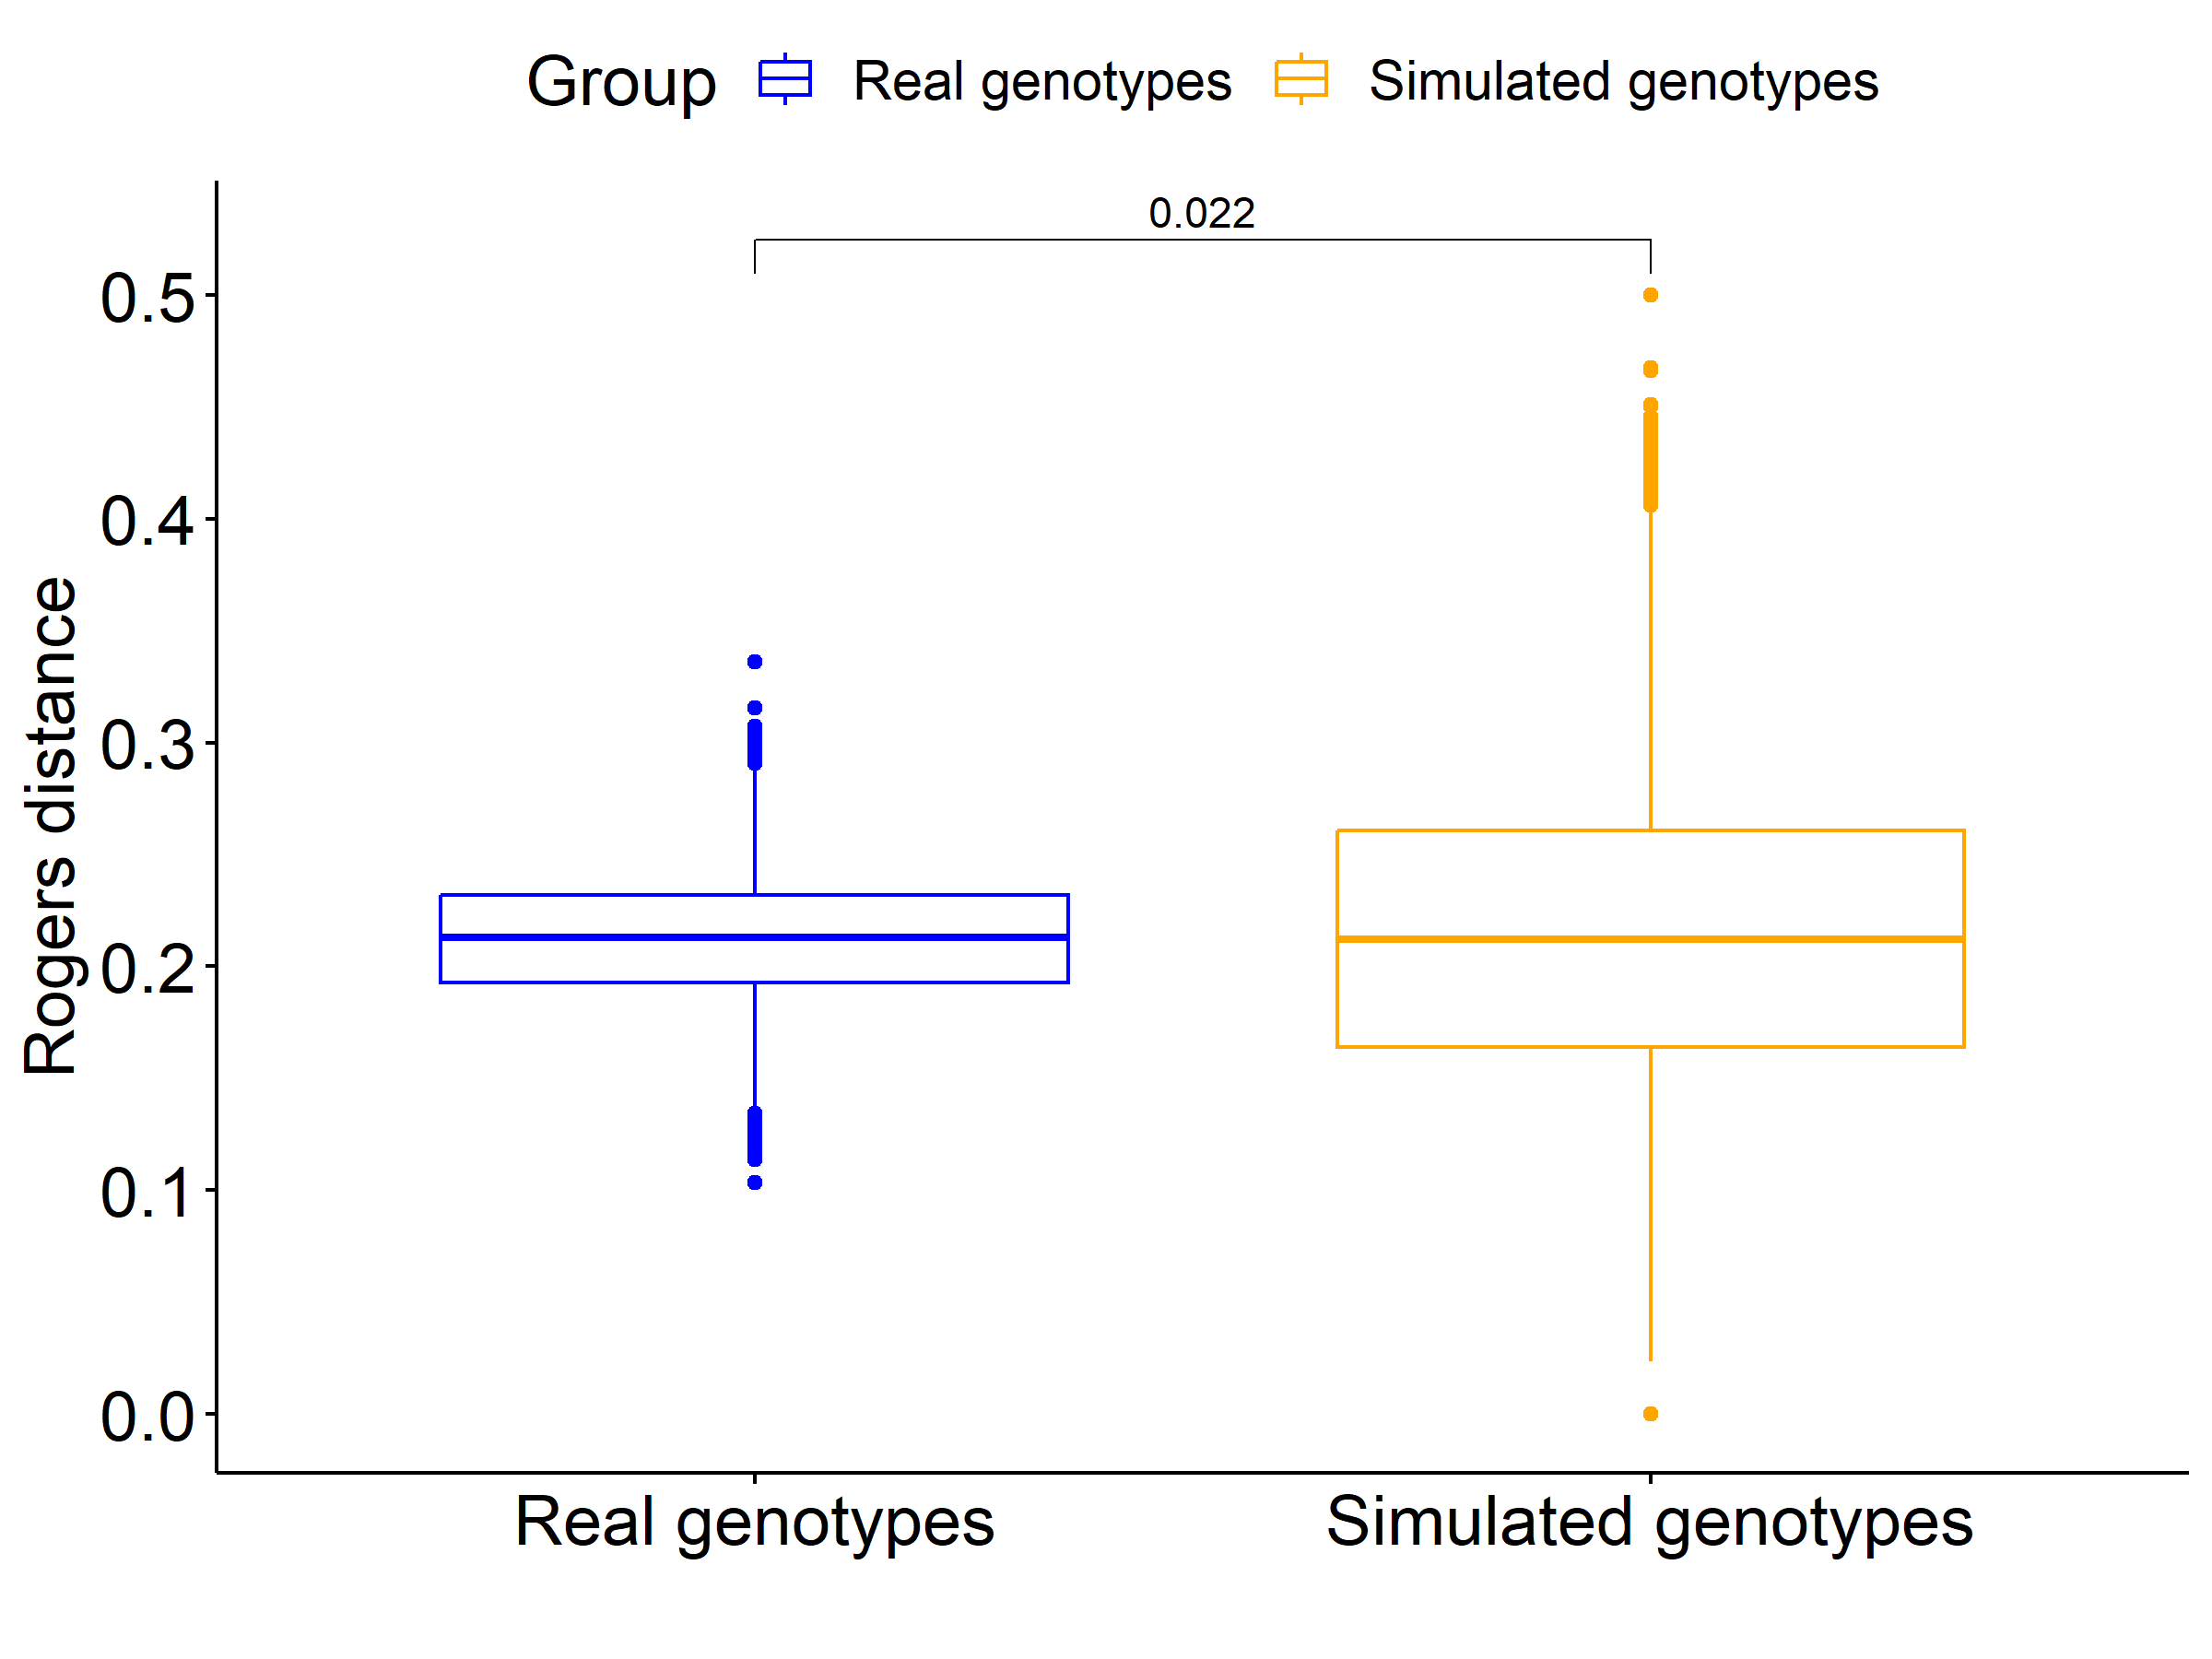 Group Real genotypes Simulated genotypes
0.022
0.5
0.4
0.3
0.2
0.1
0.0
Rogers distance
Real genotypes Simulated genotypes